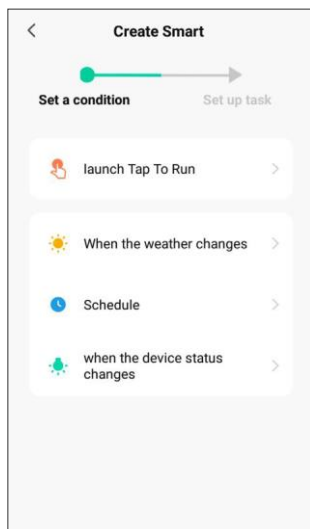 Create Smart
Set a condition
Set up task
launch Tap To Run
When the weather changes
Schedule
when the device status
changes